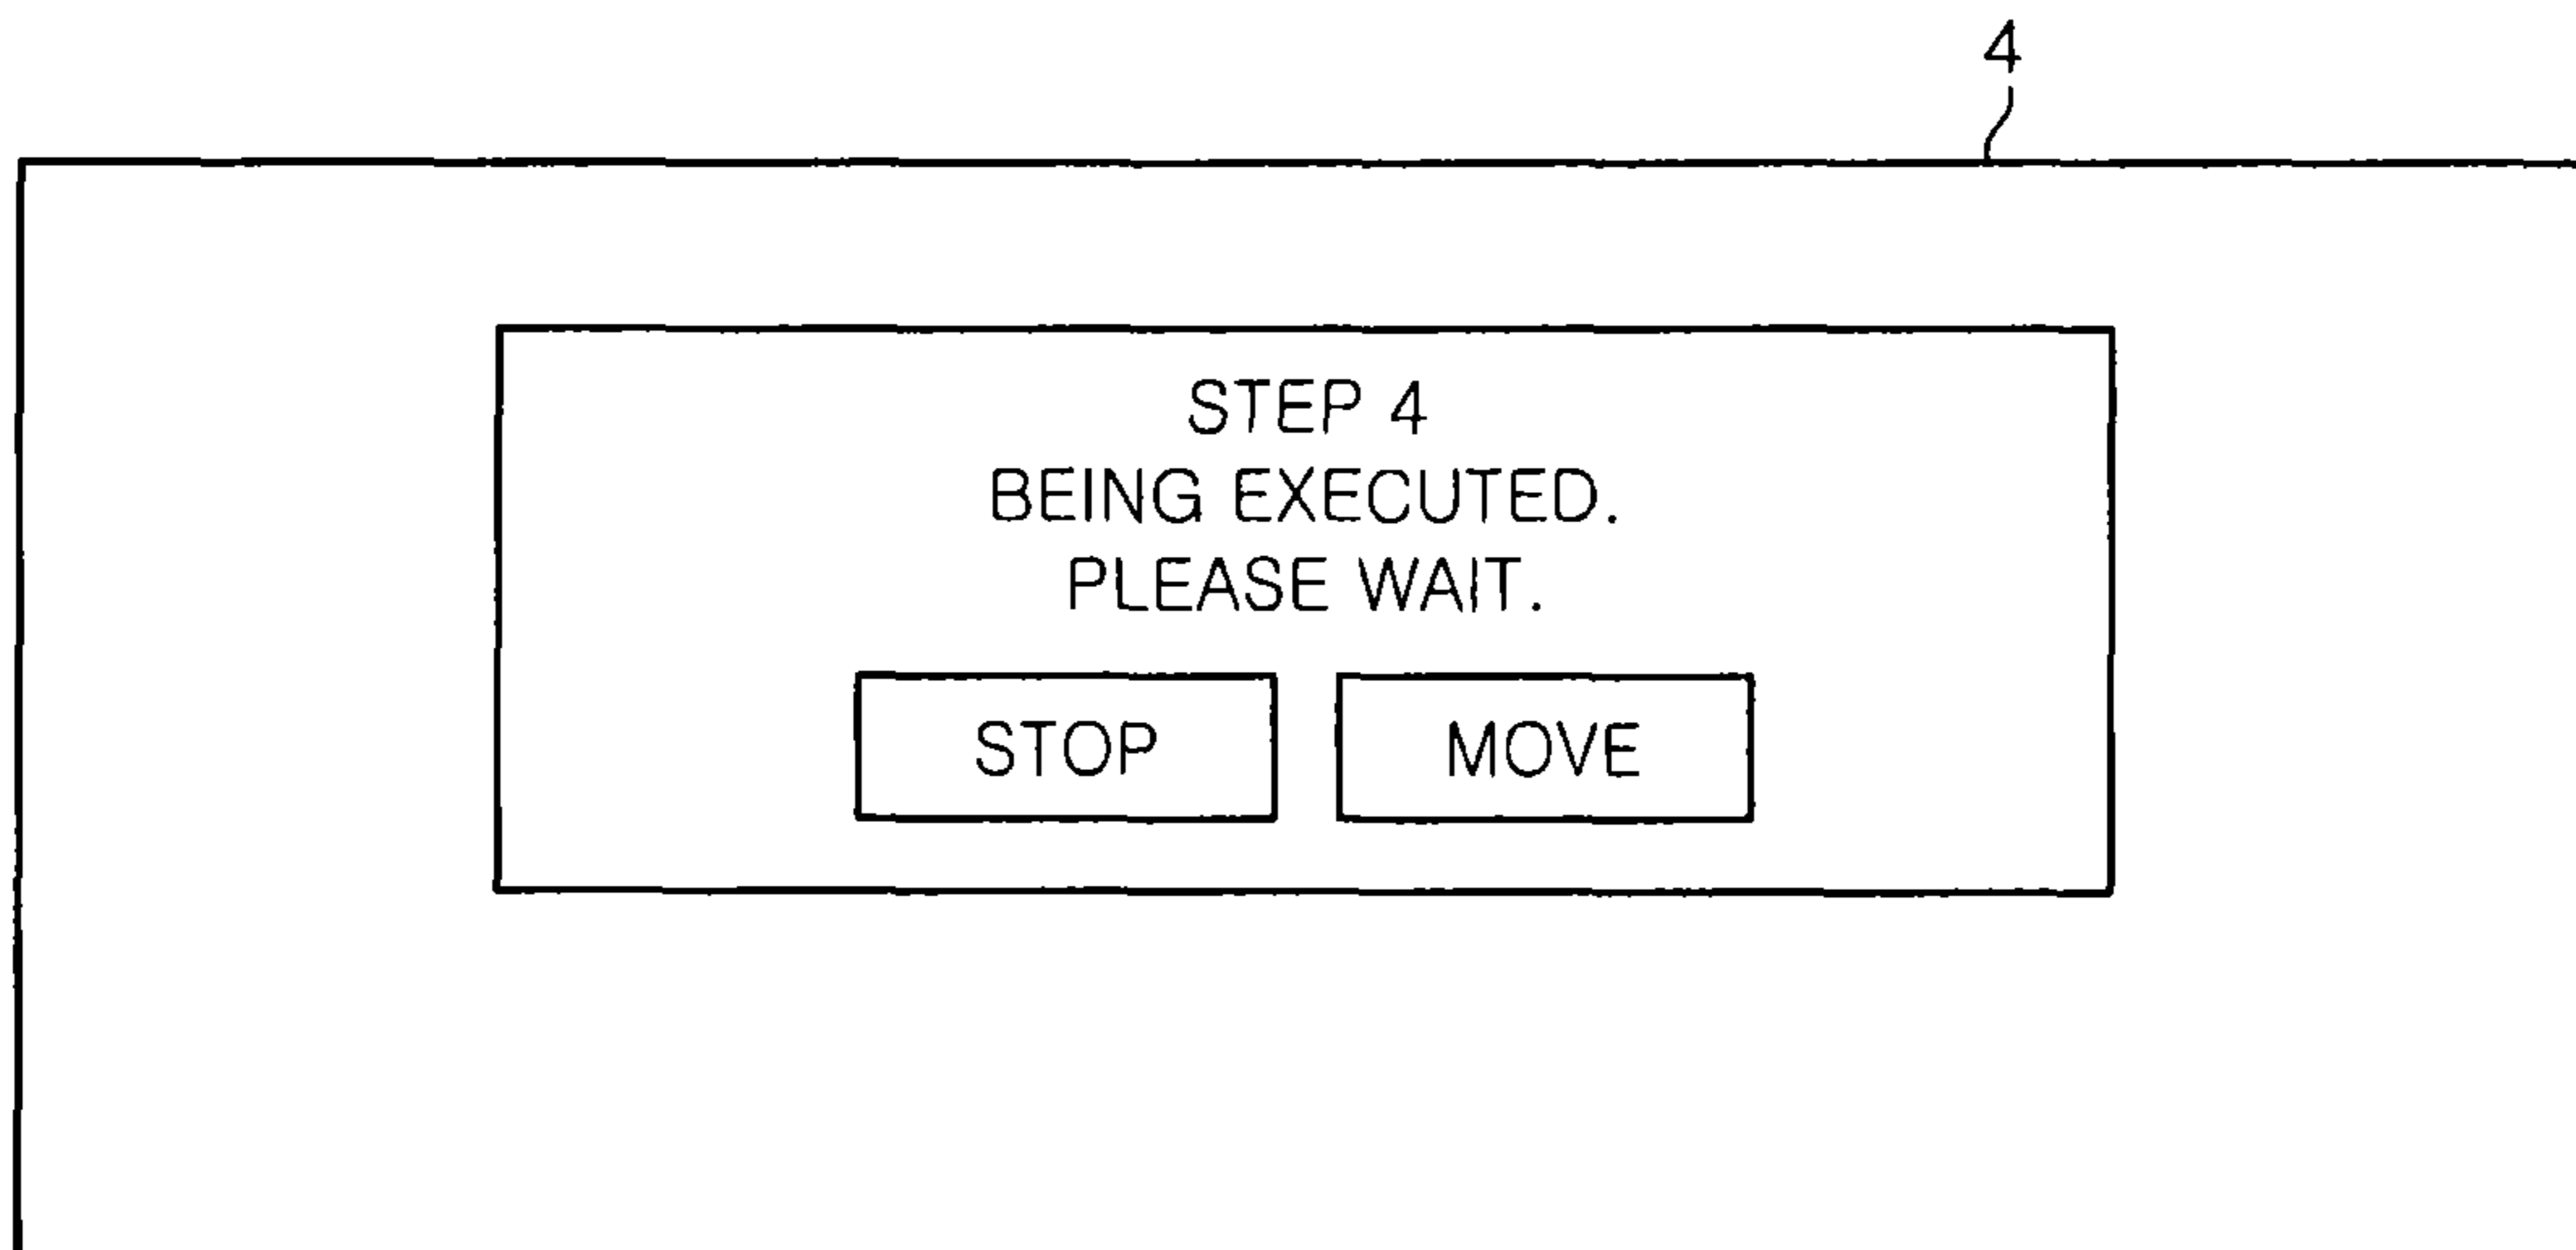 4
STEP 4
BEING EXECUTED.
PLEASE WAIT.
STOP MOVE